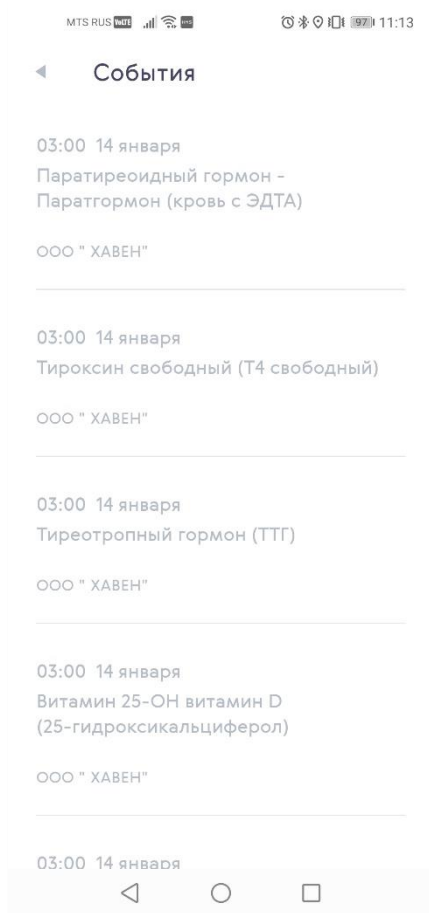 MTS RUS VoLTE 97 11:13
События
03:00 14 января
Паратиреоидный гормон -
Паратгормон (кровь с ЭДТА)
ООО " ХАВЕН"
03:00 14 января
Тироксин свободный (Т4 свободный)
ООО " ХАВЕН"
03:00 14 января
Тиреотропный гормон (ТТГ)
ООО " ХАВЕН"
03:00 14 января
Витамин 25-ОН витамин D
(25-гидроксикальциферол)
ООО " ХАВЕН"
03:00 14 января